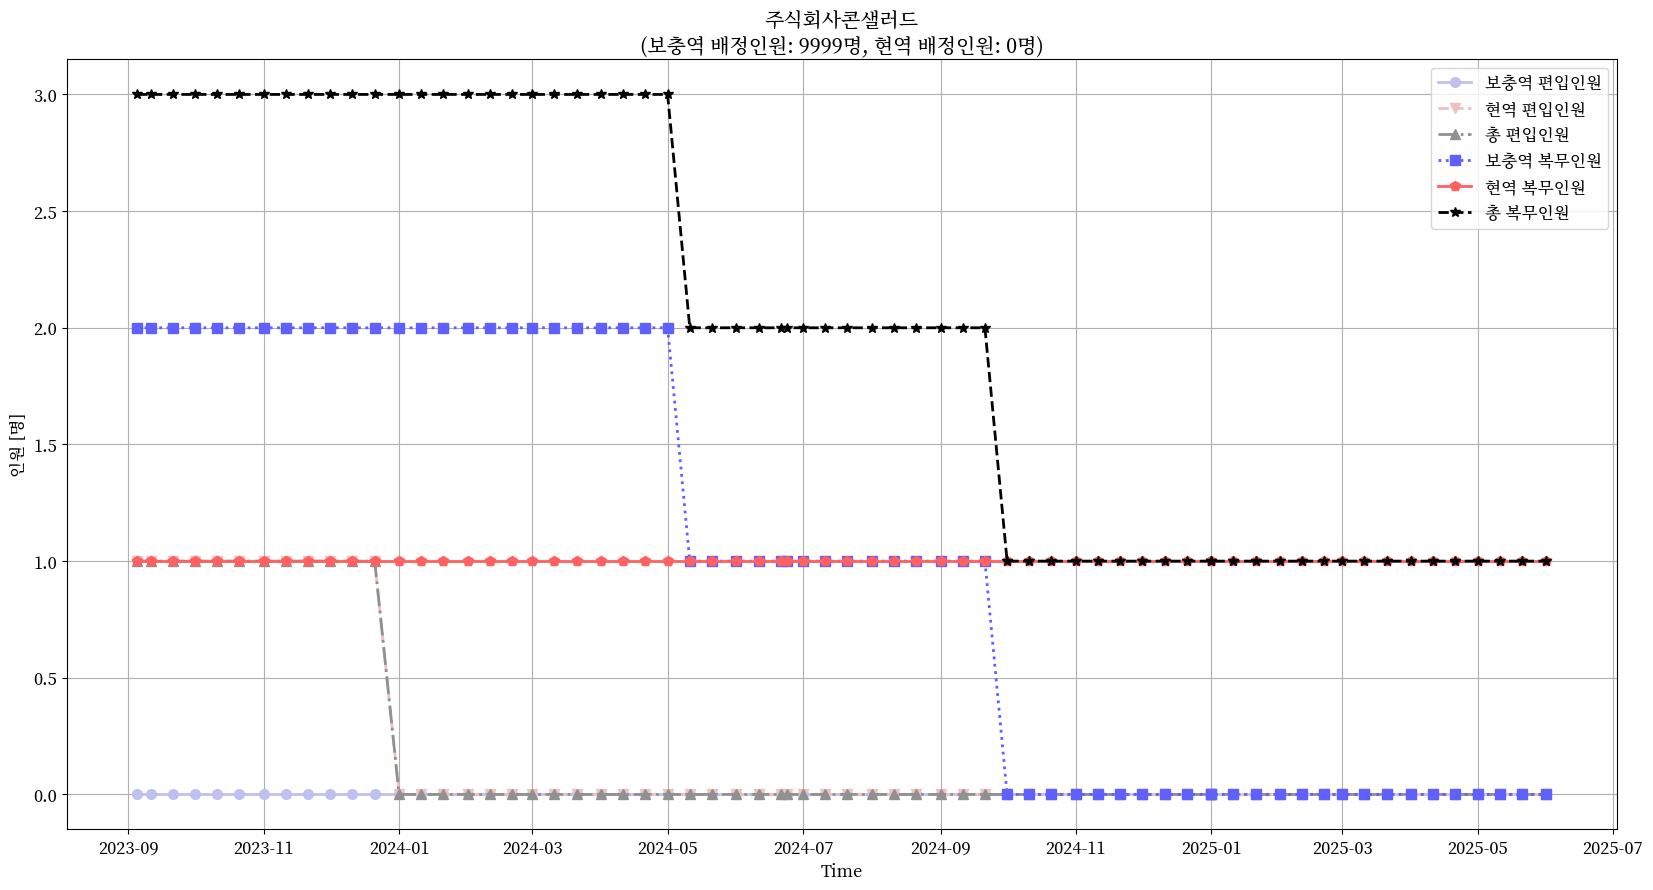 주식회사콘샐러드
(보충역 배정인원: 9999명, 현역 배정인원: 0명)
보충역 편입인원
현역 편입인원
총 편입인원
보충역 복무인원
현역 복무인원
총 복무인원
인원 [명]
3.0
2.5
2.0
1.5
1.0
0.5
0.0
2023-09
2023-11
2024-01
2024-03
2024-05
2024-07
2024-09
2024-11
2025-01
2025-03
2025-05
2025-07
Time